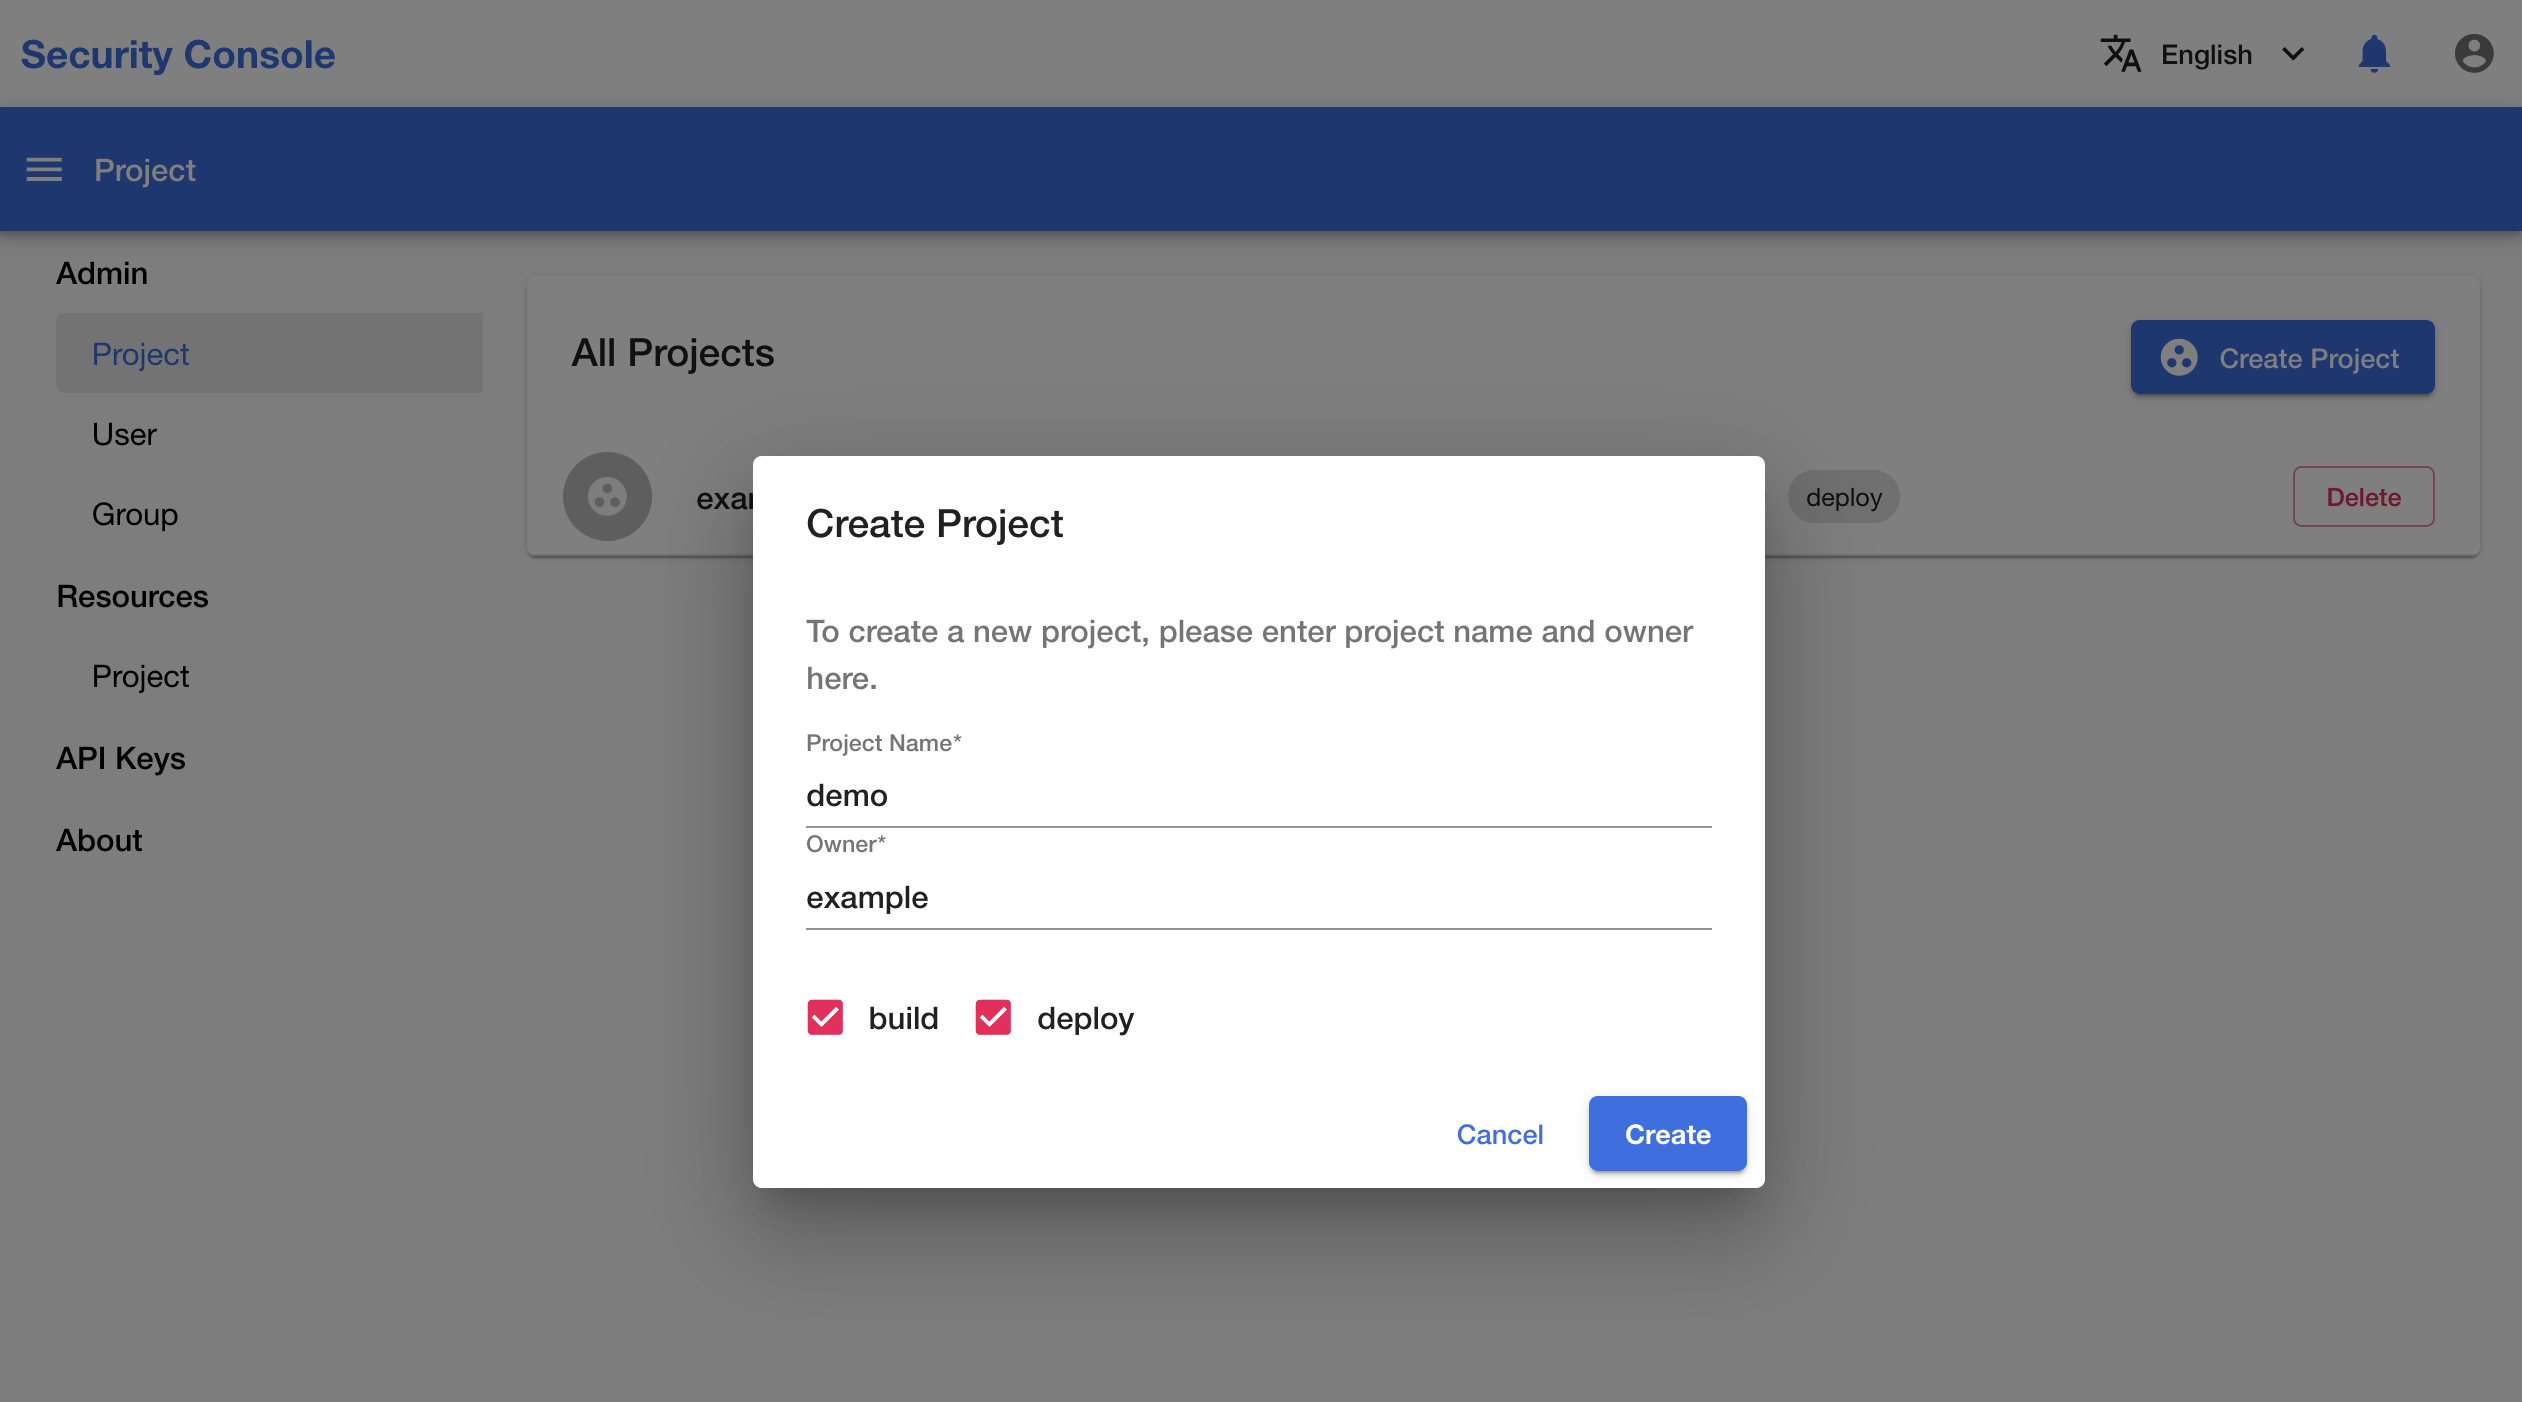 Security Console
English
Project
Admin
Project
User
Group
Resources
Project
API Keys
About
All Projects
Create Project
deploy
Delete
Create Project
To create a new project, please enter project name and owner
here.
Project Name*
demo
Owner*
example
build
deploy
Cancel
Create